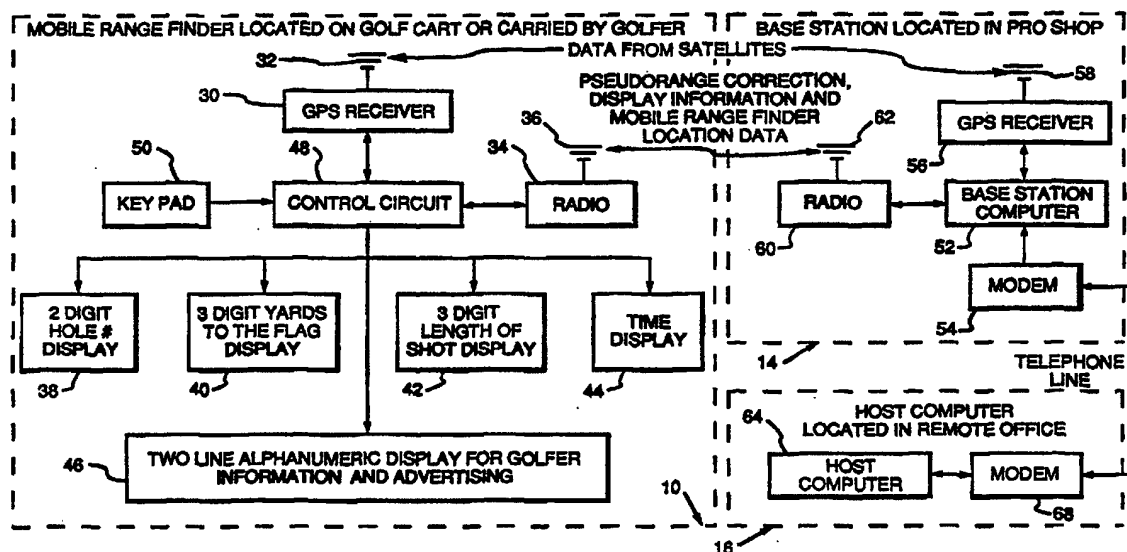 MOBILE RANGE FINDER LOCATED ON GOLF CART OR CARRIED BY GOLFER
32
30
GPS RECEIVER
50
48
34
36
KEY PAD
CONTROL CIRCUIT
RADIO
2 DIGIT
HOLE #
DISPLAY
38
3 DIGIT YARDS
TO THE FLAG
DISPLAY
40
3 DIGIT
LENGTH OF
SHOT DISPLAY
42
TIME
DISPLAY
44
46
TWO LINE ALPHANUMERIC DISPLAY FOR GOLFER
INFORMATION AND ADVERTISING
10
DATA FROM SATELLITES
PSEUDORANGE CORRECTION,
DISPLAY INFORMATION AND
MOBILE RANGE FINDER
LOCATION DATA
BASE STATION LOCATED IN PRO SHOP
58
62
GPS RECEIVER
56
RADIO
60
BASE STATION
COMPUTER
52
MODEM
54
14
TELEPHONE
LINE
64
HOST COMPUTER
LOCATED IN REMOTE OFFICE
HOST
COMPUTER
MODEM
68
16